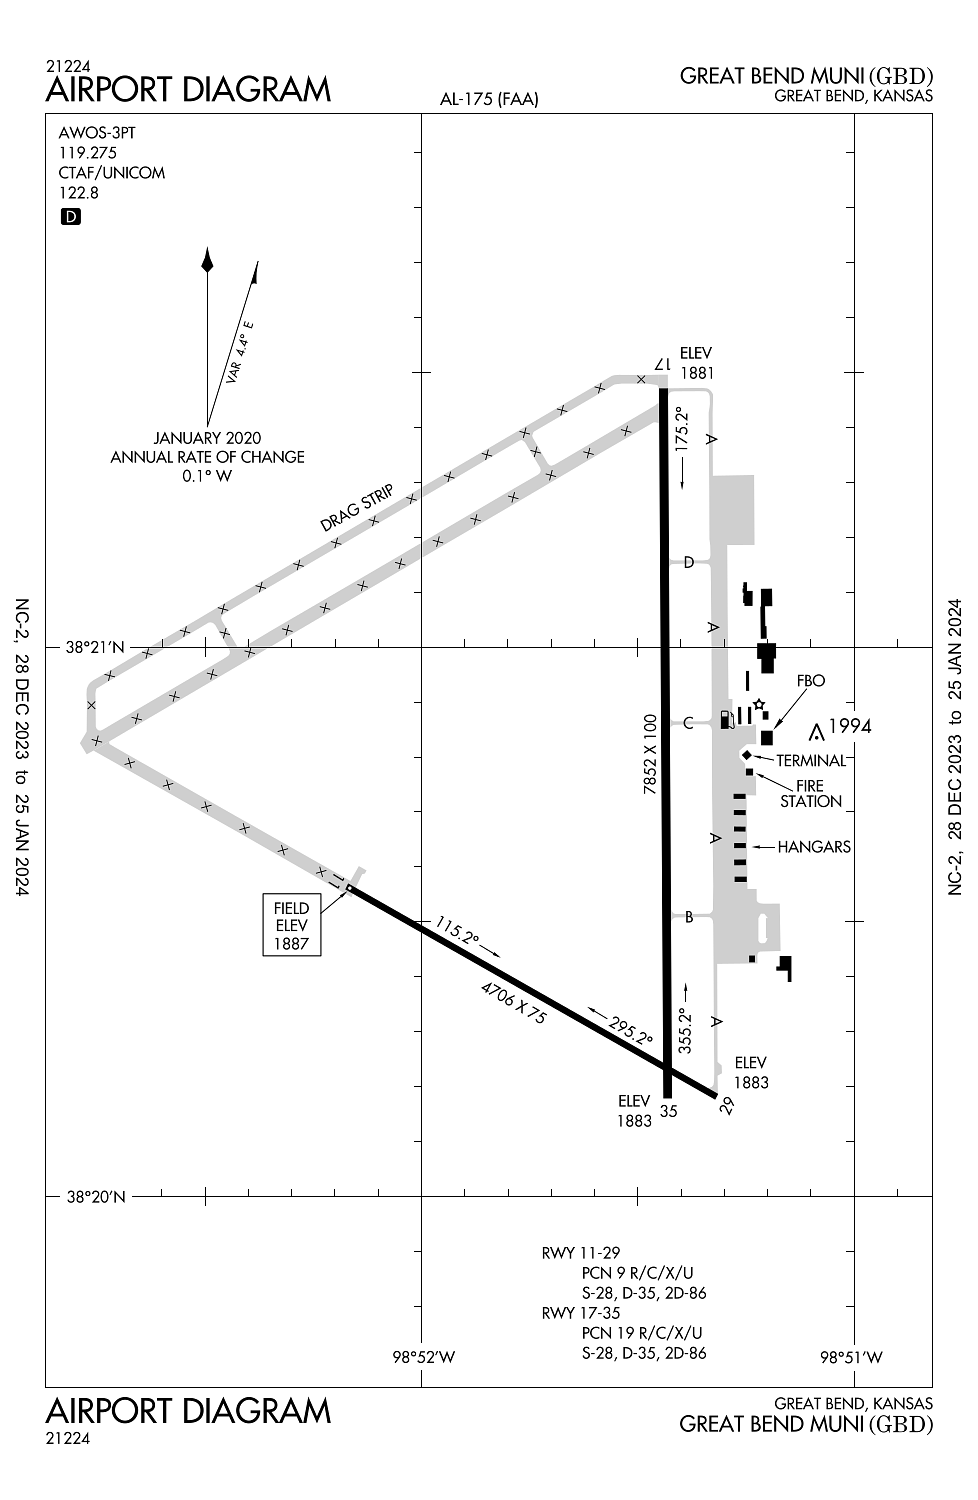 21224
AIRPORT DIAGRAM
AL-175 (FAA)
GREAT BEND MUNI (GBD)
GREAT BEND, KANSAS
AWOS-3PT
119.275
CTAF/UNICOM
122.8
D
VAR 4.4° E
JANUARY 2020
ANNUAL RATE OF CHANGE
0.1° W
17
ELEV
1881
175.2°
A
DRAG STRIP
D
A
NC-2, 28 DEC 2023 to 25 JAN 2024
NC-2, 28 DEC 2023 to 25 JAN 2024
38°21'N
FBO
C
1994
7852 X 100
TERMINAL
FIRE
STATION
A
HANGARS
11
FIELD
ELEV
1887
B
115.2°
4706 X 75
295.2°
355.2°
A
ELEV
1883
ELEV
1883
35
29
38°20'N
RWY 11-29
PCN 9 R/C/X/U
S-28, D-35, 2D-86
RWY 17-35
PCN 19 R/C/X/U
S-28, D-35, 2D-86
98°52'W
98°51'W
AIRPORT DIAGRAM
21224
GREAT BEND, KANSAS
GREAT BEND MUNI (GBD)